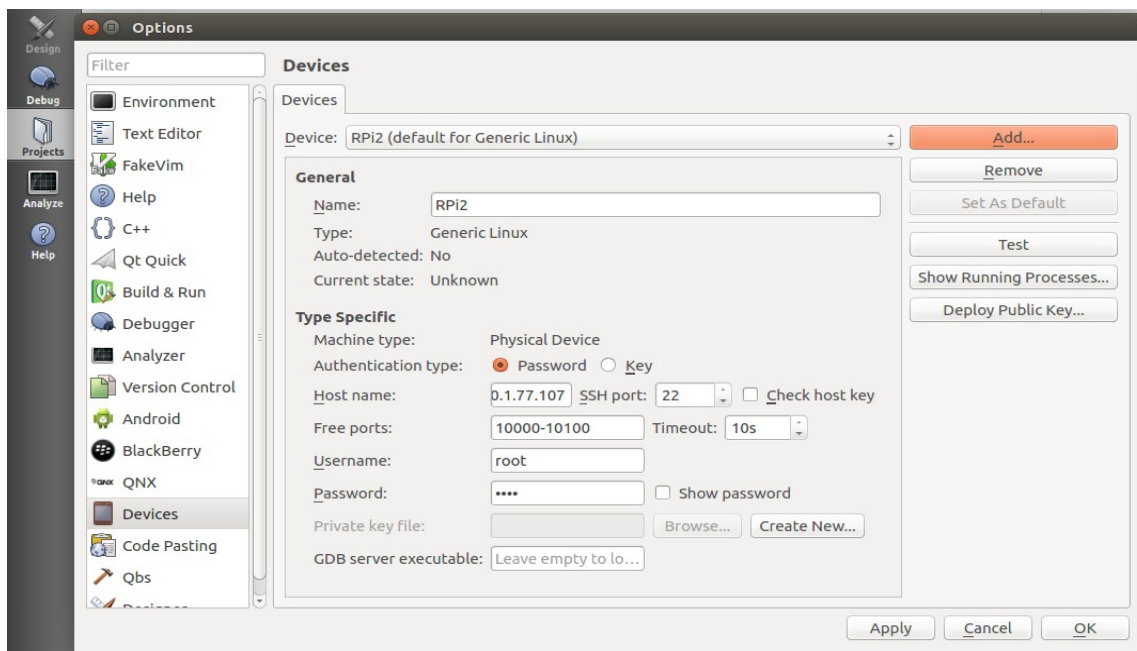 Options
Design
Debug
Projects
Analyze
Help
Filter
Environment
Text Editor
FakeVim
Help
C++
Qt Quick
Build & Run
Debugger
Analyzer
Version Control
Android
BlackBerry
QNX
Devices
Code Pasting
Qbs
Devices
Devices
Device: RPi2 (default for Generic Linux)
General
Name: RPi2
Type: Generic Linux
Auto-detected: No
Current state: Unknown
Type Specific
Machine type: Physical Device
Authentication type: Password Key
Host name: 0.1.77.107 SSH port: 22 Check host key
Free ports: 10000-10100 Timeout: 10s
Username: root
Password: •••• Show password
Private key file: Browse... Create New...
GDB server executable: Leave empty to lo...
Add...
Remove
Set As Default
Test
Show Running Processes...
Deploy Public Key...
Apply Cancel OK